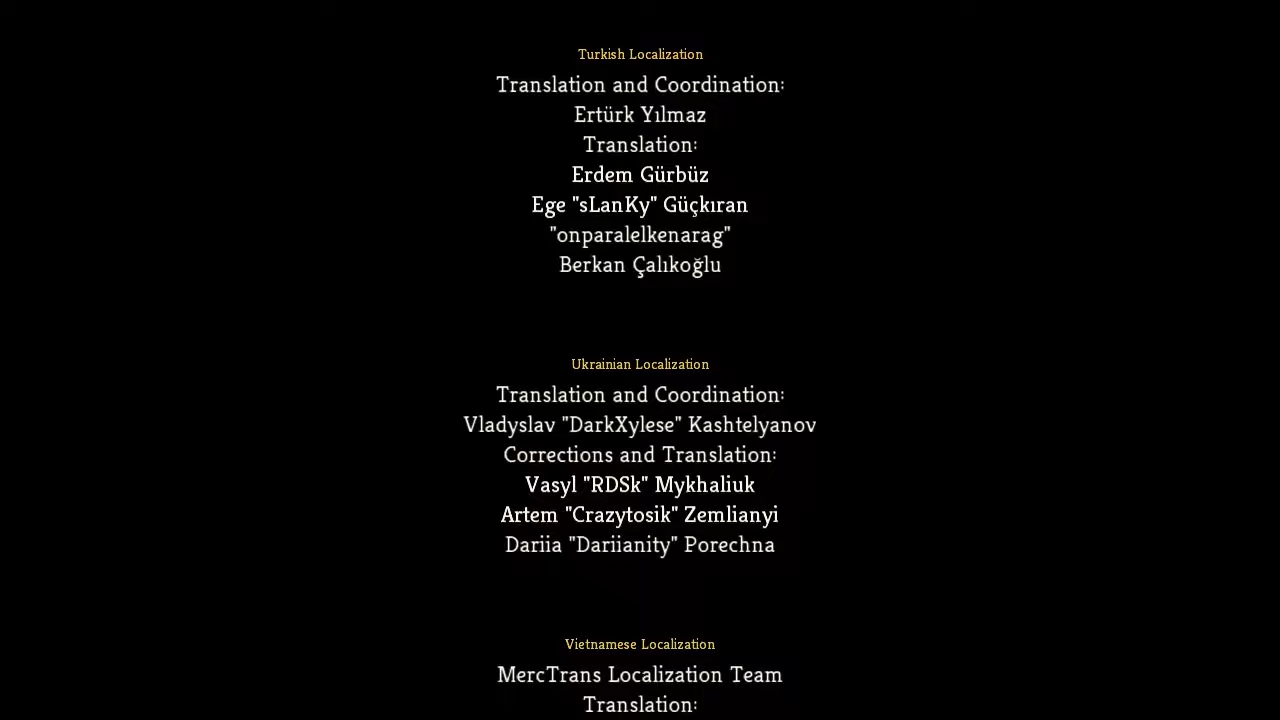 Turkish Localization
Translation and Coordination:
Ertürk Yılmaz
Translation:
Erdem Gürbüz
Ege "sLanKy" Güçkıran
"onparalelkenarag"
Berkan Çalıkoğlu
Ukrainian Localization
Translation and Coordination:
Vladyslav "DarkXylese" Kashtelyanov
Corrections and Translation:
Vasyl "RDSk" Mykhaliuk
Artem "Crazytosik" Zemlianyi
Dariia "Dariianity" Porechna
Vietnamese Localization
MercTrans Localization Team
Translation: